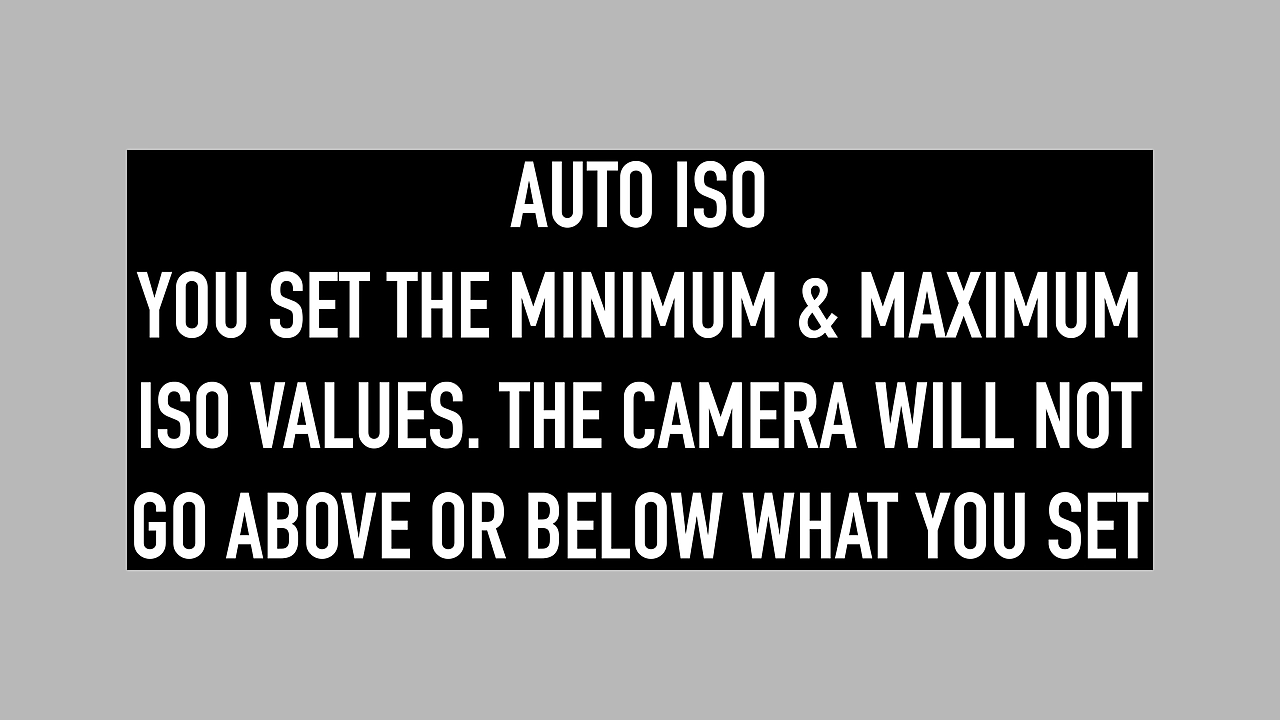 AUTO ISO
YOU SET THE MINIMUM & MAXIMUM
ISO VALUES. THE CAMERA WILL NOT
GO ABOVE OR BELOW WHAT YOU SET